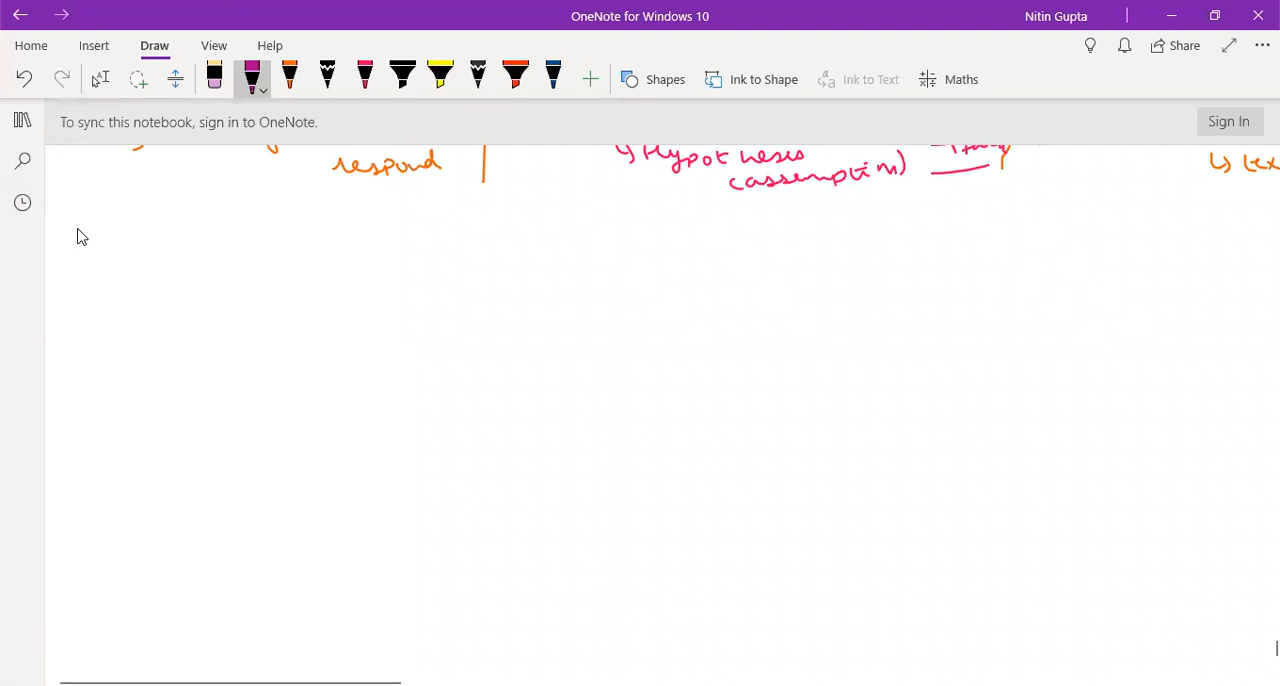 OneNote for Windows 10
Nitin Gupta
Home Insert Draw View Help
Share
Shapes Ink to Shape Ink to Text Maths
To sync this notebook, sign in to OneNote.
Sign In
respond
↳ Hypotheses
(assumption)